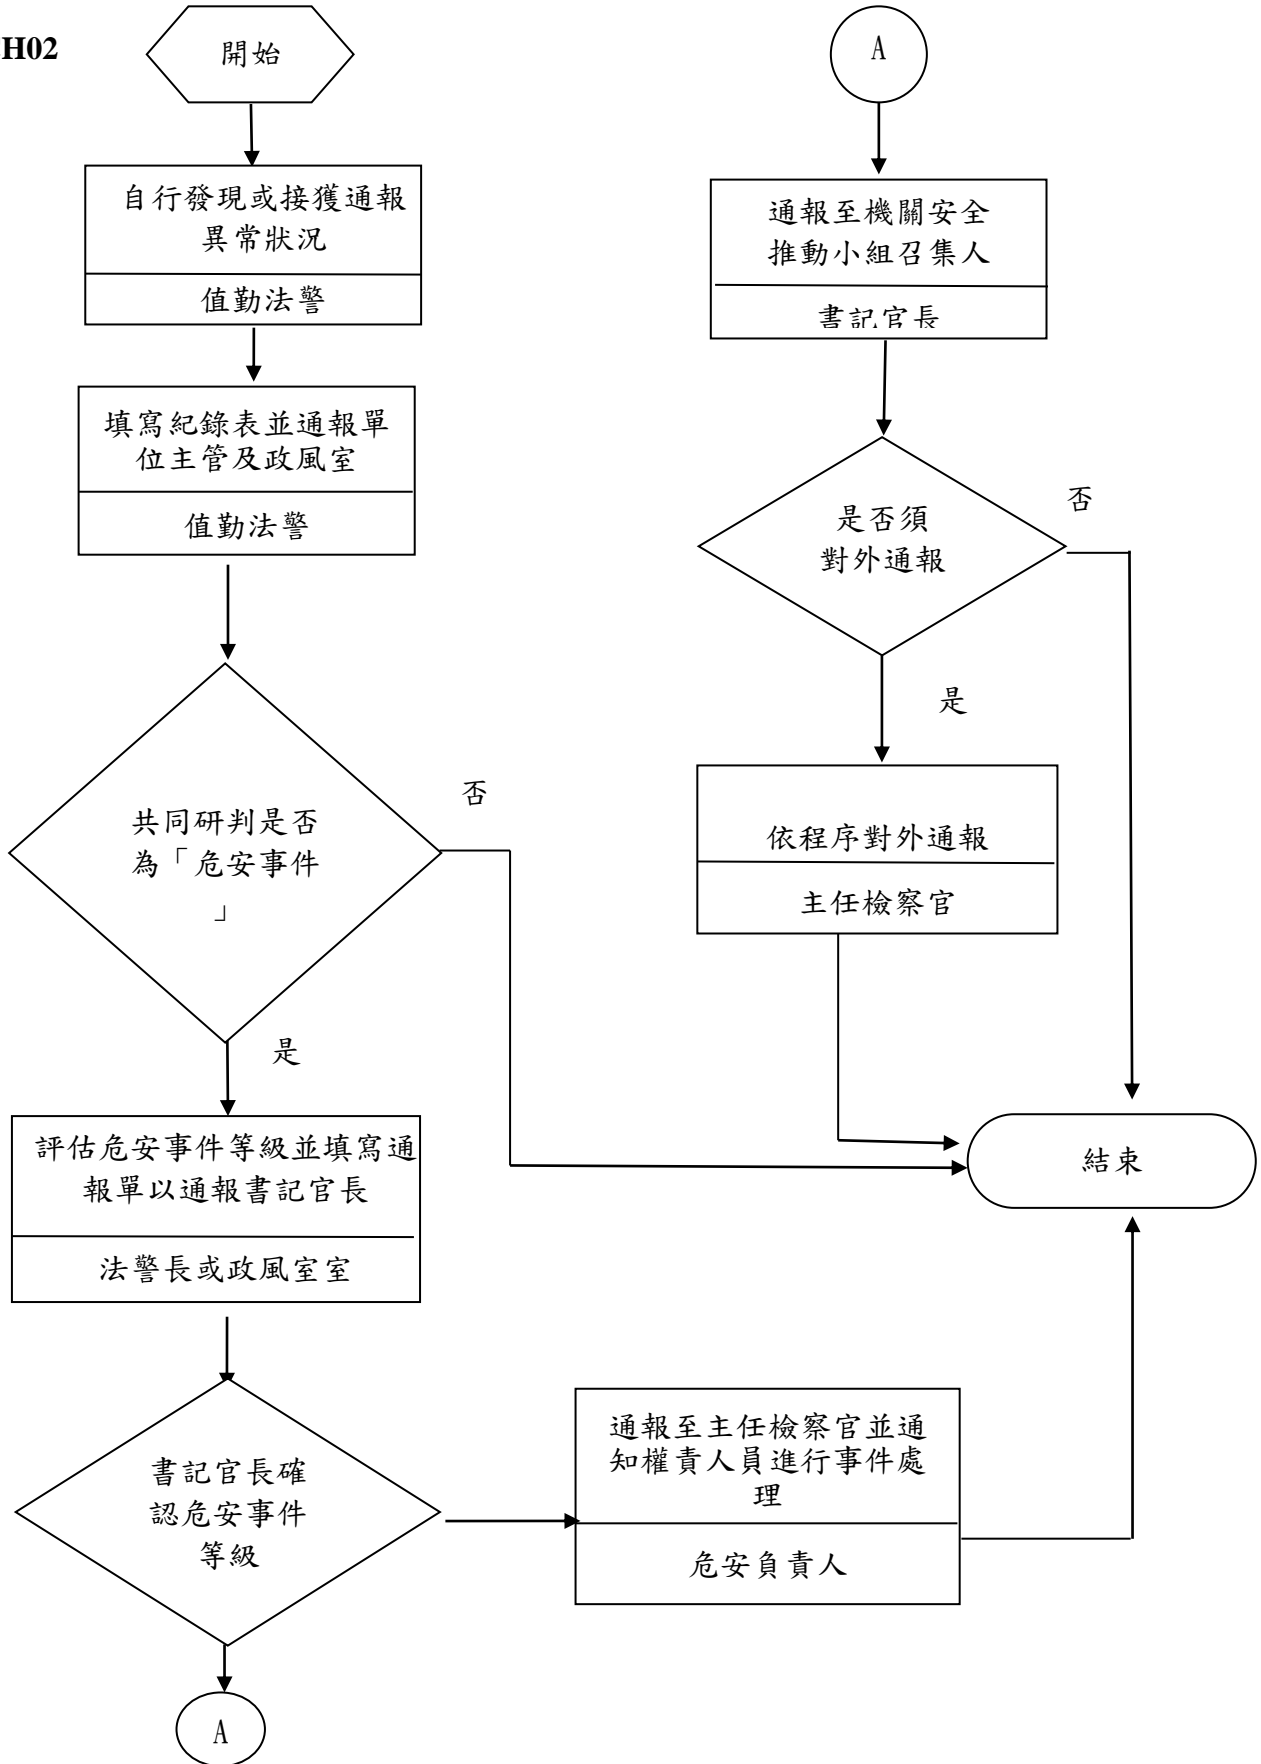 H02
開始
自行發現或接獲通報
異常狀況
值勤法警
填寫紀錄表並通報單
位主管及政風室
值勤法警
共同研判是否
為「危安事件
」
否
是
評估危安事件等級並填寫通
報單以通報書記官長
法警長或政風室室
書記官長確
認危安事件
等級
A
通報至主任檢察官並通
知權責人員進行事件處
理
危安負責人
A
通報至機關安全
推動小組召集人
書記官長
是否須
對外通報
否
是
依程序對外通報
主任檢察官
結束